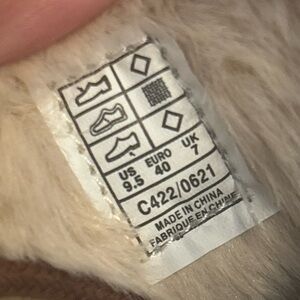 US EURO UK
9.5 40 7
C422/0621
MADE IN CHINA
FABRIQUE EN CHINE